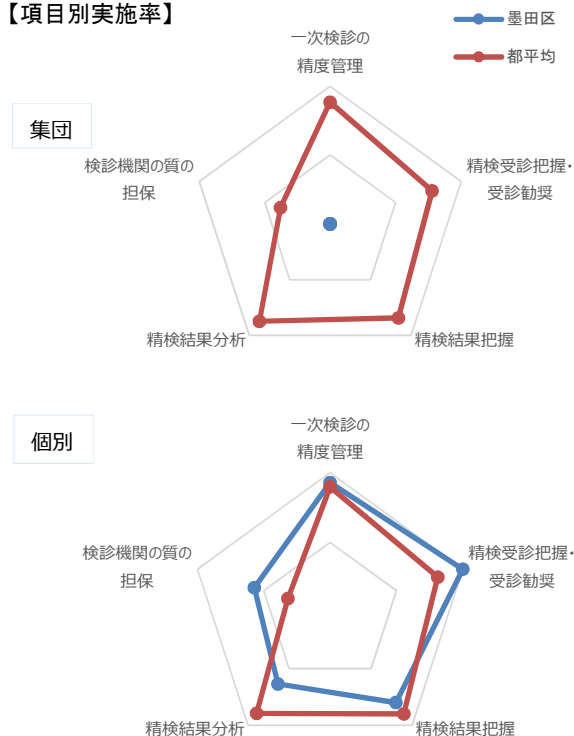 【項目別実施率】
墨田区
都平均
集団
一次検診の
精度管理
精検受診把握・
受診勧奨
精検結果把握
精検結果分析
検診機関の質の
担保
個別
一次検診の
精度管理
精検受診把握・
受診勧奨
精検結果把握
精検結果分析
検診機関の質の
担保